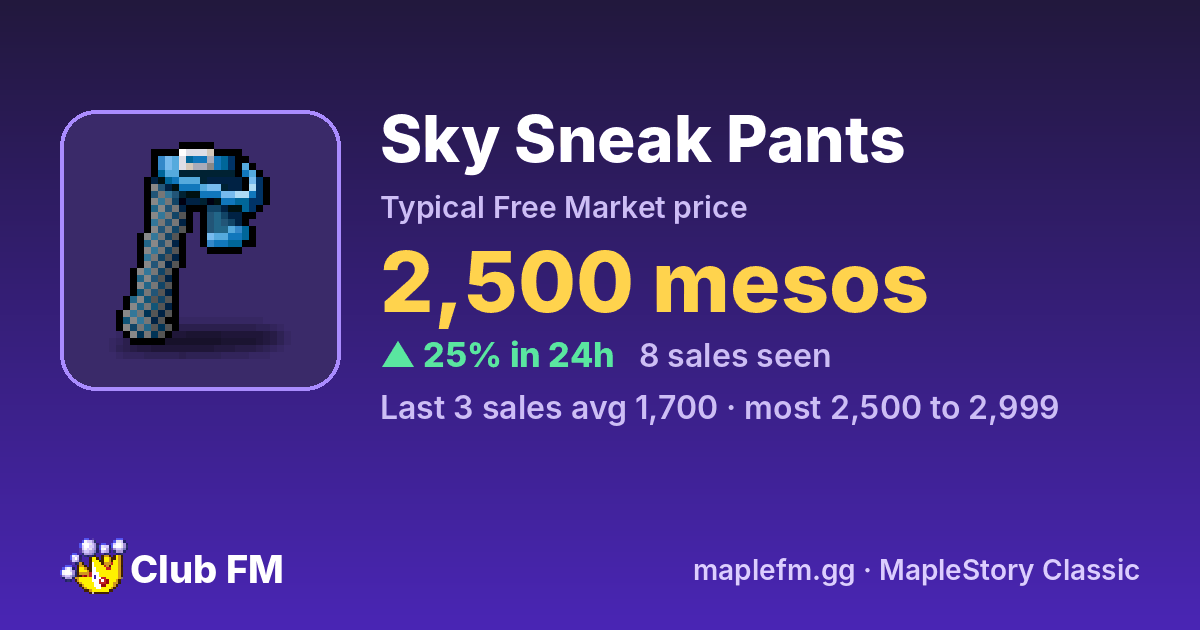 Sky Sneak Pants
Typical Free Market price
2,500 mesos
▲ 25% in 24h 8 sales seen
Last 3 sales avg 1,700 · most 2,500 to 2,999
Club FM
maplefm.gg · MapleStory Classic